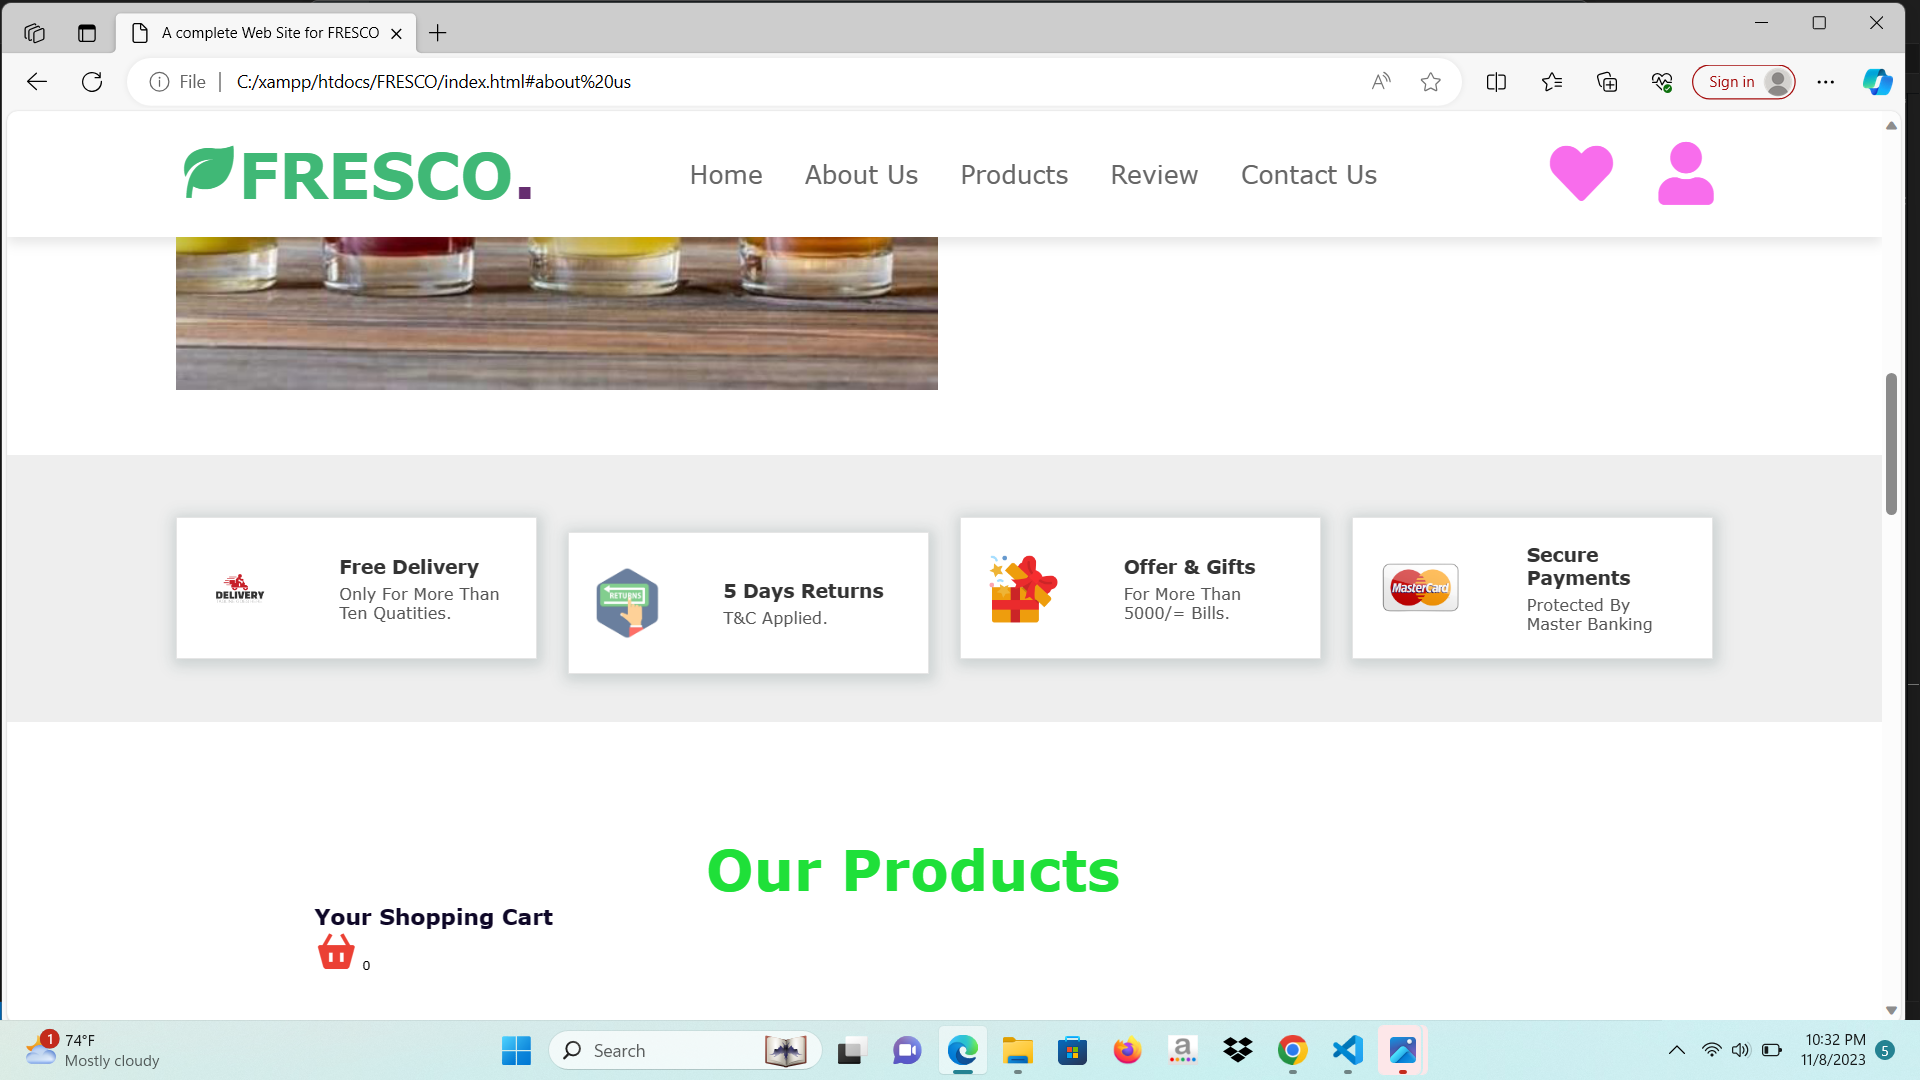 A complete Web Site for FRESCO
File
C:/xampp/htdocs/FRESCO/index.html#about%20us
Sign in
FRESCO.
Home
About Us
Products
Review
Contact Us
DELIVERY
Free Delivery
Only For More Than
Ten Quatities.
RETURNS
5 Days Returns
T&C Applied.
Offer & Gifts
For More Than
5000/= Bills.
MasterCard
Secure
Payments
Protected By
Master Banking
Our Products
Your Shopping Cart
0
1
74°F
Mostly cloudy
Search
a
10:32 PM
11/8/2023
5